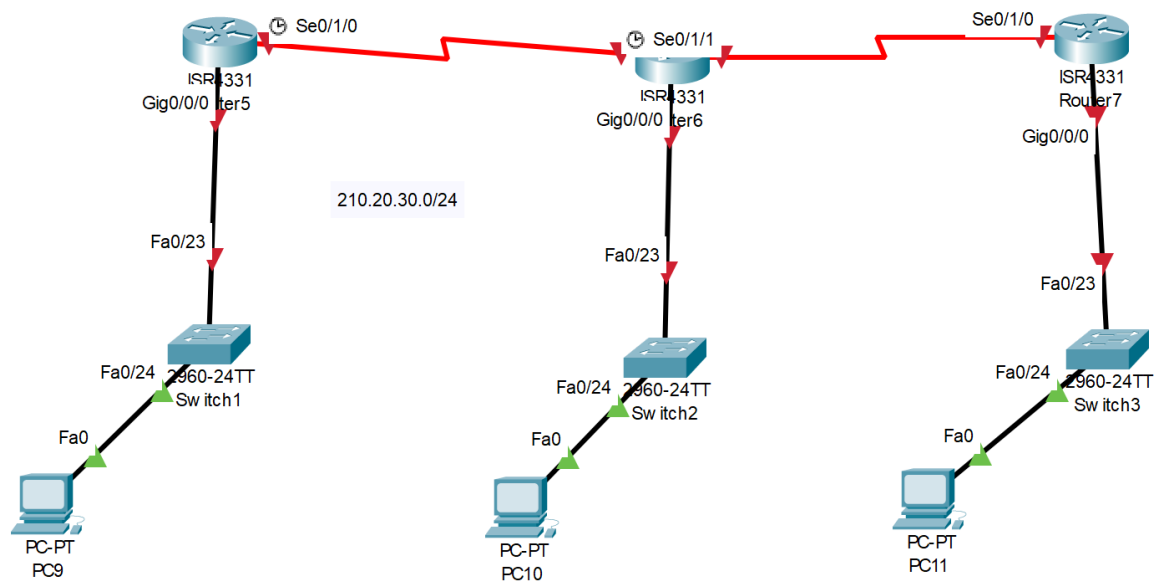 Se0/1/0
Se0/1/1
Se0/1/0
ISR4331
Gig0/0/0 ter5
ISR4331
Gig0/0/0 ter6
ISR4331
Router7
Gig0/0/0
210.20.30.0/24
Fa0/23
Fa0/23
Fa0/23
Fa0/24
2960-24TT
Switch1
Fa0/24
2960-24TT
Switch2
Fa0/24
2960-24TT
Switch3
Fa0
Fa0
Fa0
PC-PT
PC9
PC-PT
PC10
PC-PT
PC11